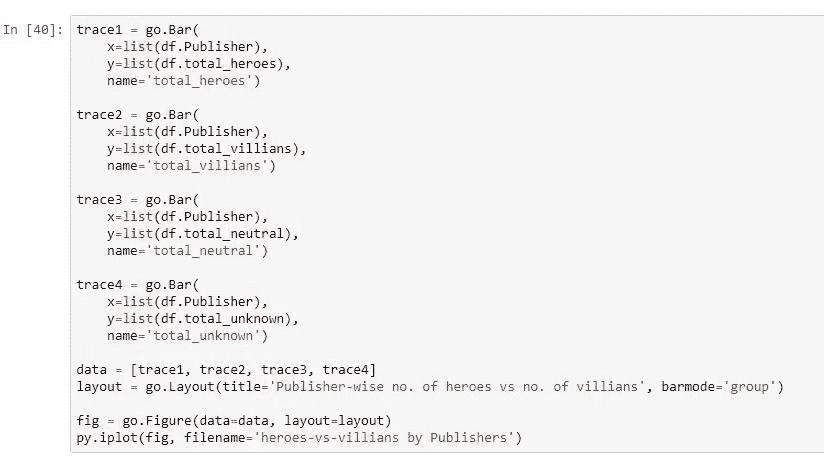 In [40]: trace1 = go.Bar(
    x=list(df.Publisher),
    y=list(df.total_heroes),
    name='total_heroes')

trace2 = go.Bar(
    x=list(df.Publisher),
    y=list(df.total_villians),
    name='total_villians')

trace3 = go.Bar(
    x=list(df.Publisher),
    y=list(df.total_neutral),
    name='total_neutral')

trace4 = go.Bar(
    x=list(df.Publisher),
    y=list(df.total_unknown),
    name='total_unknown')

data = [trace1, trace2, trace3, trace4]
layout = go.Layout(title='Publisher-wise no. of heroes vs no. of villians', barmode='group')

fig = go.Figure(data=data, layout=layout)
py.iplot(fig, filename='heroes-vs-villians by Publishers')